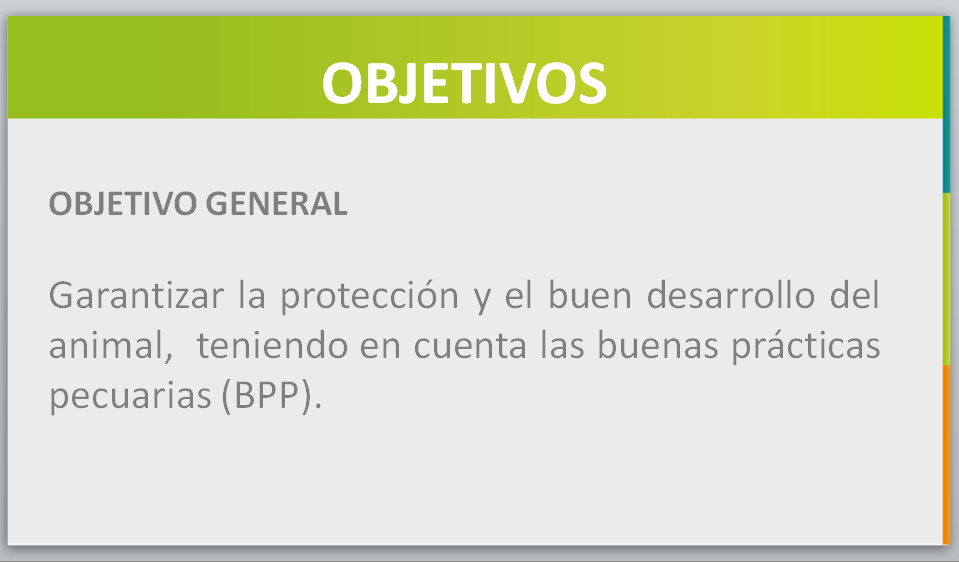 OBJETIVOS
OBJETIVO GENERAL
Garantizar la protección y el buen desarrollo del
animal,  teniendo en cuenta las buenas prácticas
pecuarias (BPP).